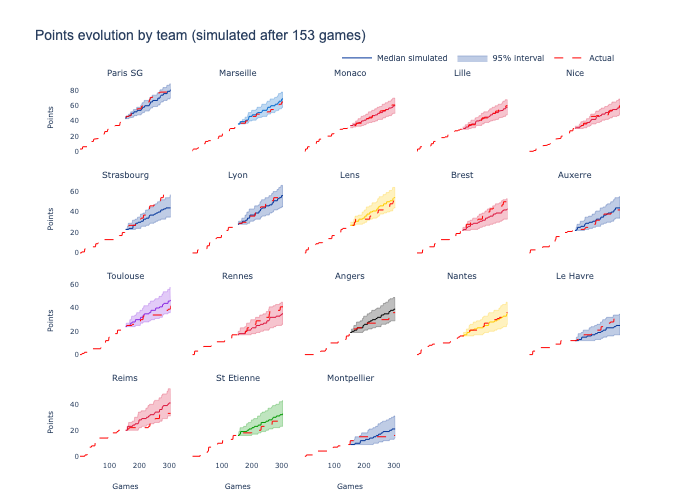 Points evolution by team (simulated after 153 games)
Median simulated 95% interval Actual
Paris SG Marseille Monaco Lille Nice
80
60
40
20
0
Points
Strasbourg Lyon Lens Brest Auxerre
60
40
20
0
Points
Toulouse Rennes Angers Nantes Le Havre
60
40
20
0
Points
Reims St Etienne Montpellier
40
20
0
Points
100 200 300 100 200 300 100 200 300
Games Games Games